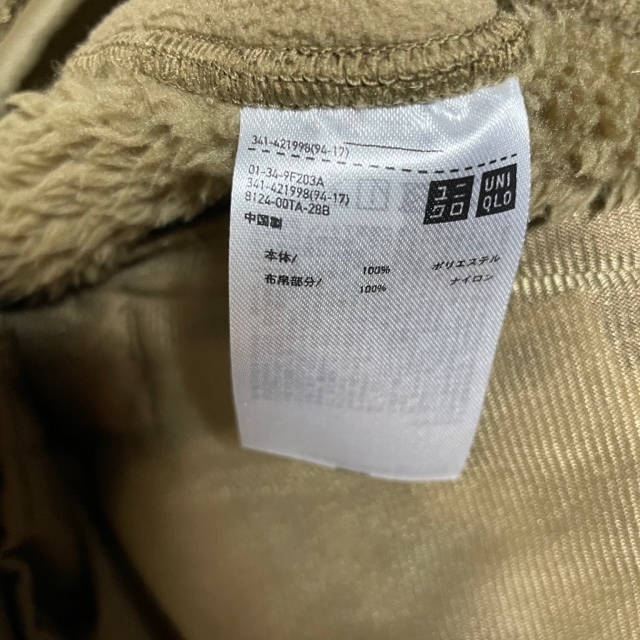 341-421998(94-17)
01-34-9F203A
341-421998(94-17)
8124-00TA-28B
中国製
ユニクロ
UNIQLO
本体/ 100% ポリエステル
布帛部分/ 100% ナイロン